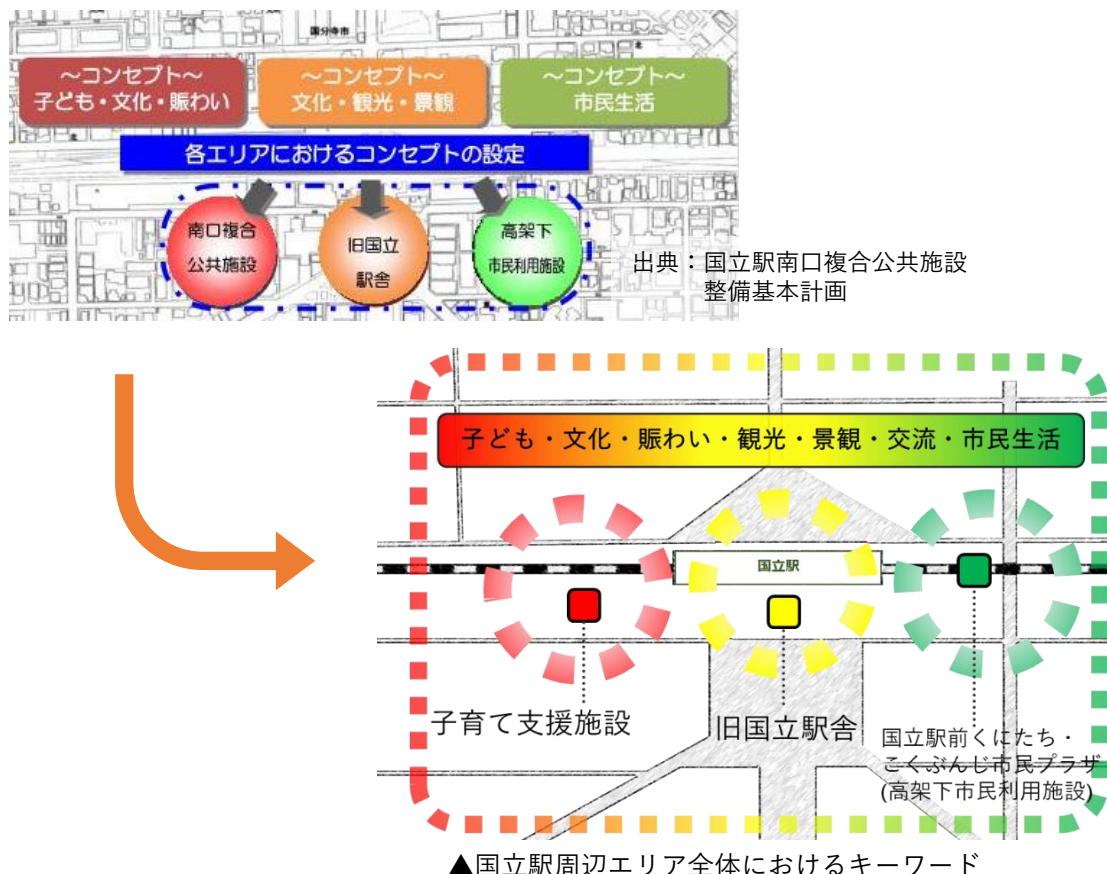 国分寺市
～コンセプト～
子ども・文化・賑わい
～コンセプト～
文化・観光・景観
～コンセプト～
市民生活
北
北
各エリアにおけるコンセプトの設定
南口複合
公共施設
旧国立
駅舎
高架下
市民利用施設
出典：国立駅南口複合公共施設
整備基本計画
子ども・文化・賑わい・観光・景観・交流・市民生活
国立駅
子育て支援施設
旧国立駅舎
国立駅前くにたち・
こくぶんじ市民プラザ
(高架下市民利用施設)
▲国立駅周辺エリア全体におけるキーワード